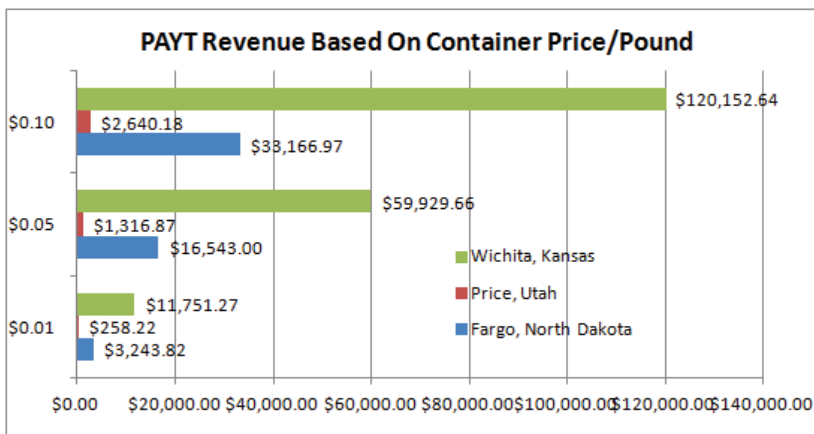 PAYT Revenue Based On Container Price/Pound
$120,152.64
$0.10
$2,640.18
$33,166.97
$59,929.66
$0.05
$1,316.87
$16,543.00
Wichita, Kansas
Price, Utah
Fargo, North Dakota
$11,751.27
$0.01
$258.22
$3,243.82
$0.00 $20,000.00 $40,000.00 $60,000.00 $80,000.00 $100,000.00 $120,000.00 $140,000.00